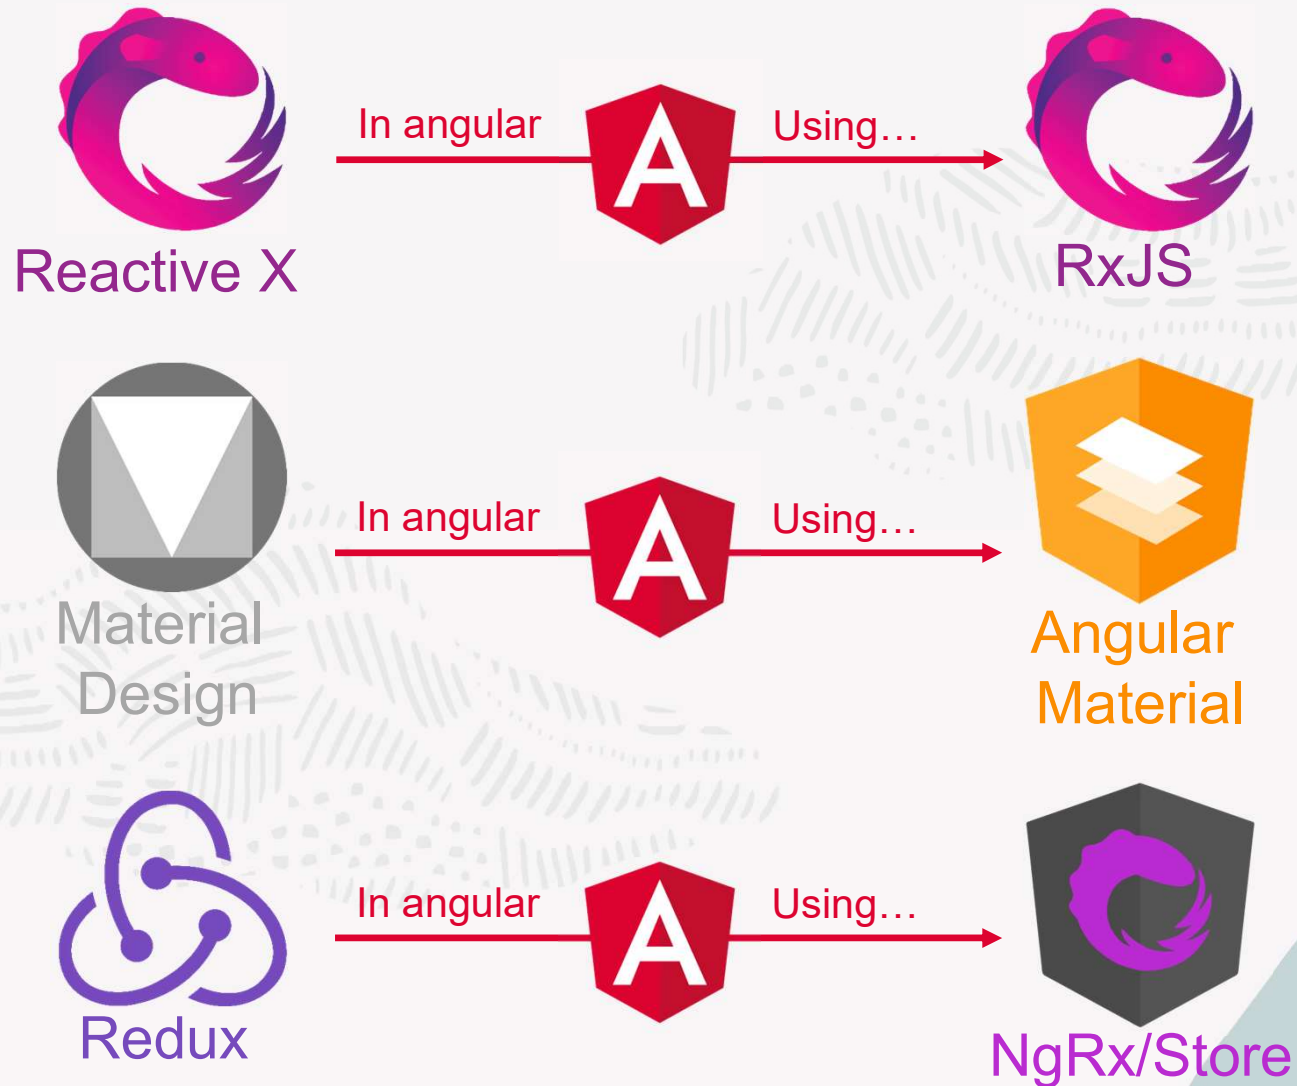 In angular
Using...
Reactive X
RxJS
In angular
Using...
Material
Design
Angular
Material
In angular
Using...
Redux
NgRx/Store